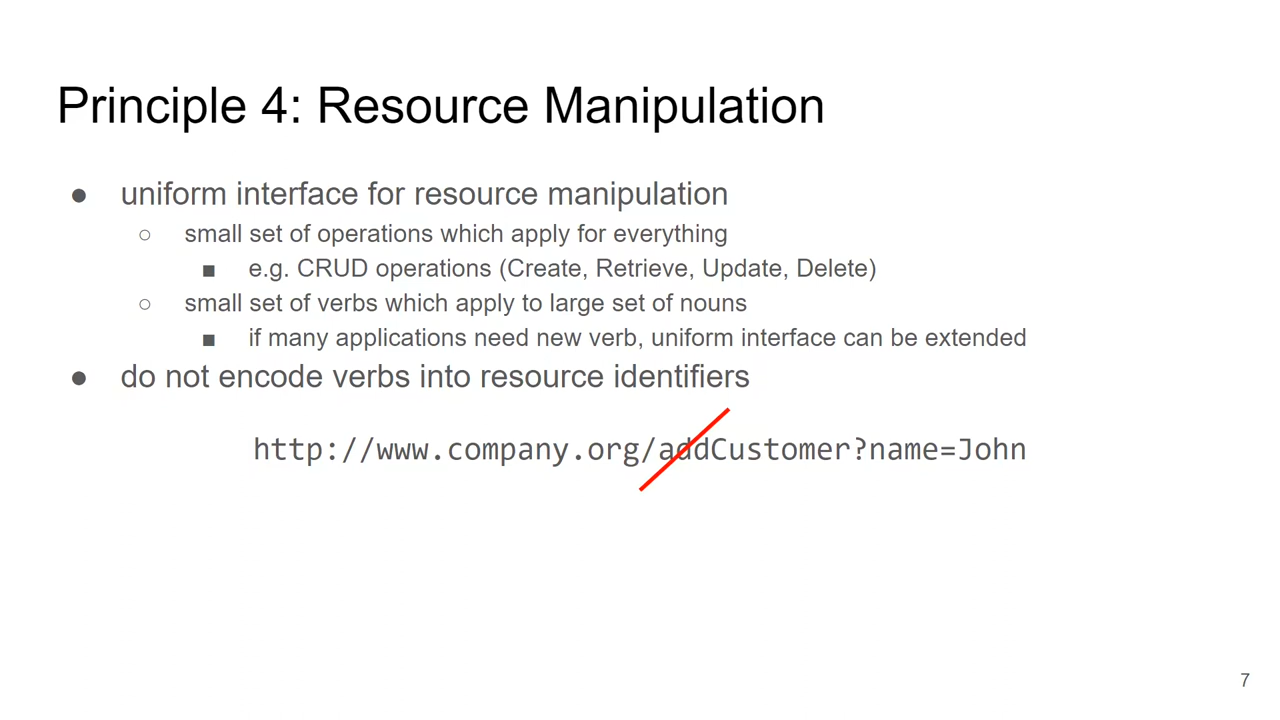 Principle 4: Resource Manipulation
● uniform interface for resource manipulation
○ small set of operations which apply for everything
■ e.g. CRUD operations (Create, Retrieve, Update, Delete)
○ small set of verbs which apply to large set of nouns
■ if many applications need new verb, uniform interface can be extended
● do not encode verbs into resource identifiers
http://www.company.org/addCustomer?name=John
7